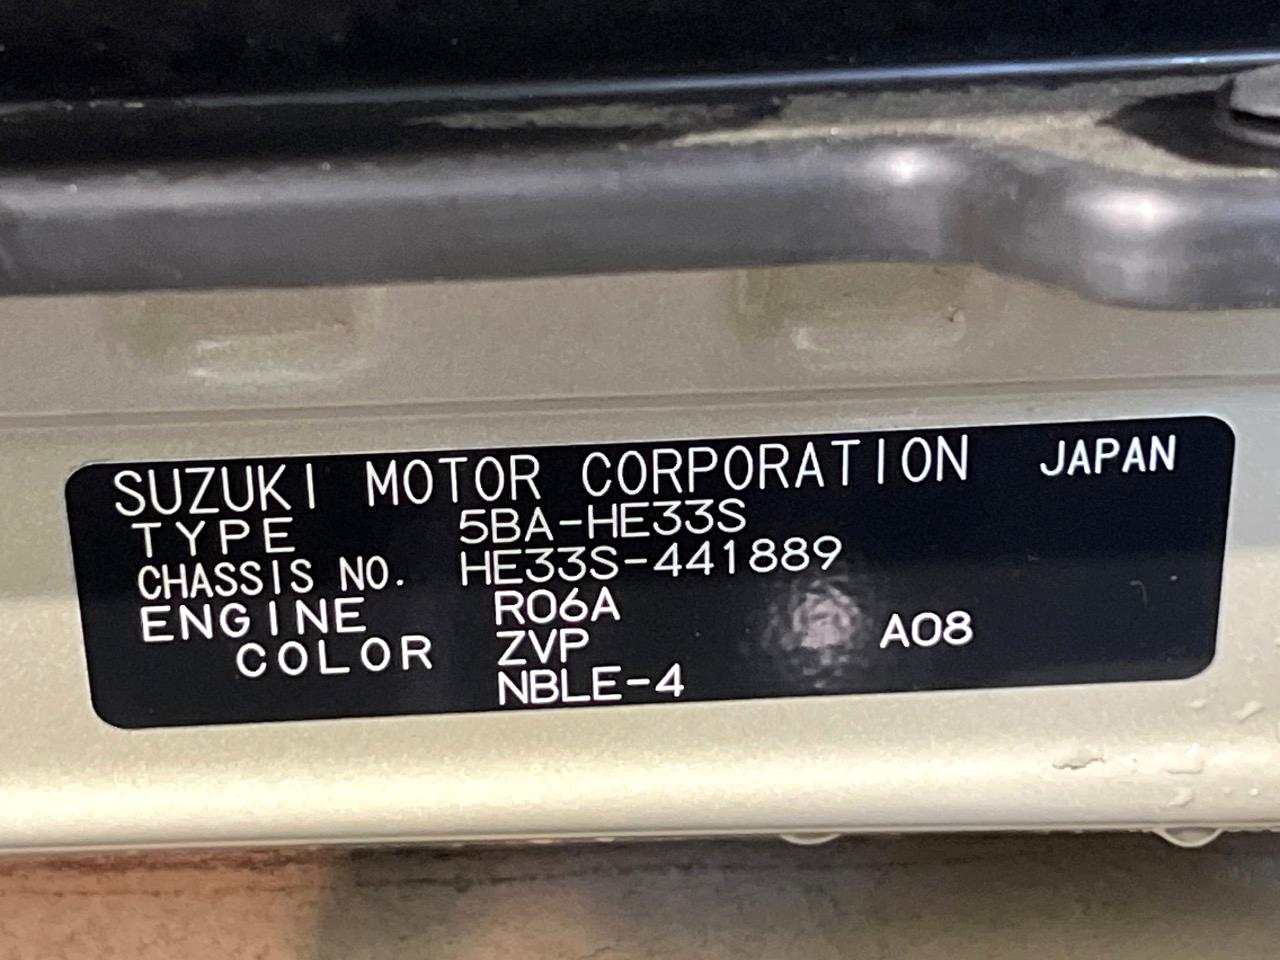 SUZUKI MOTOR CORPORATION JAPAN
TYPE 5BA-HE33S
CHASSIS NO. HE33S-441889
ENGINE R06A
COLOR ZVP A08
NBLE-4